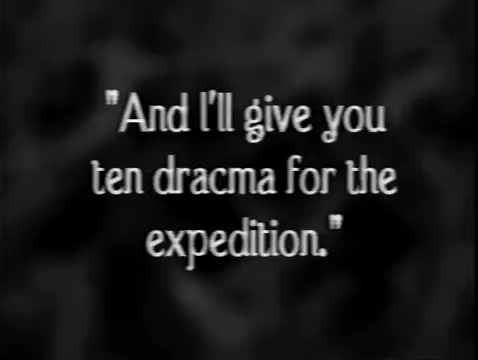 "And I'll give you
ten dracma for the
expedition."